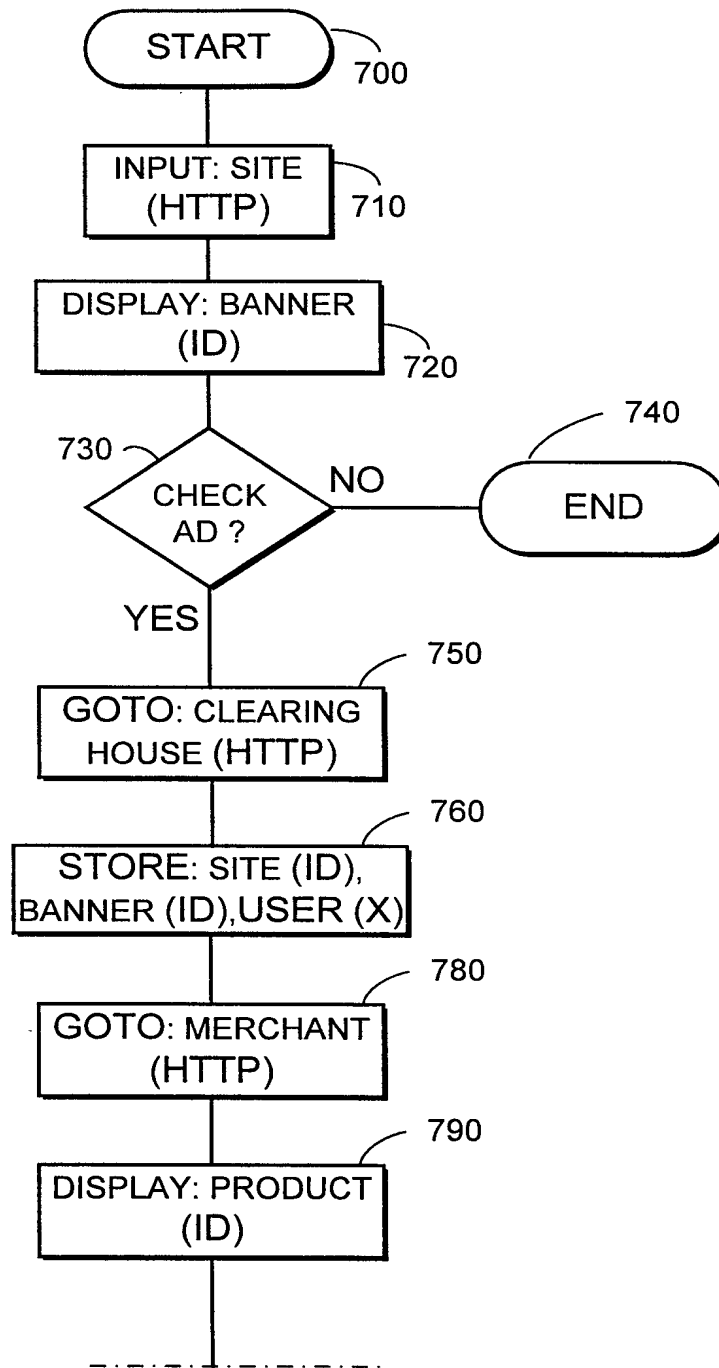 START
700
INPUT: SITE
(HTTP)
710
DISPLAY: BANNER
(ID)
720
730
CHECK
AD ?
NO
740
END
YES
750
GOTO: CLEARING
HOUSE (HTTP)
760
STORE: SITE (ID),
BANNER (ID), USER (X)
780
GOTO: MERCHANT
(HTTP)
790
DISPLAY: PRODUCT
(ID)